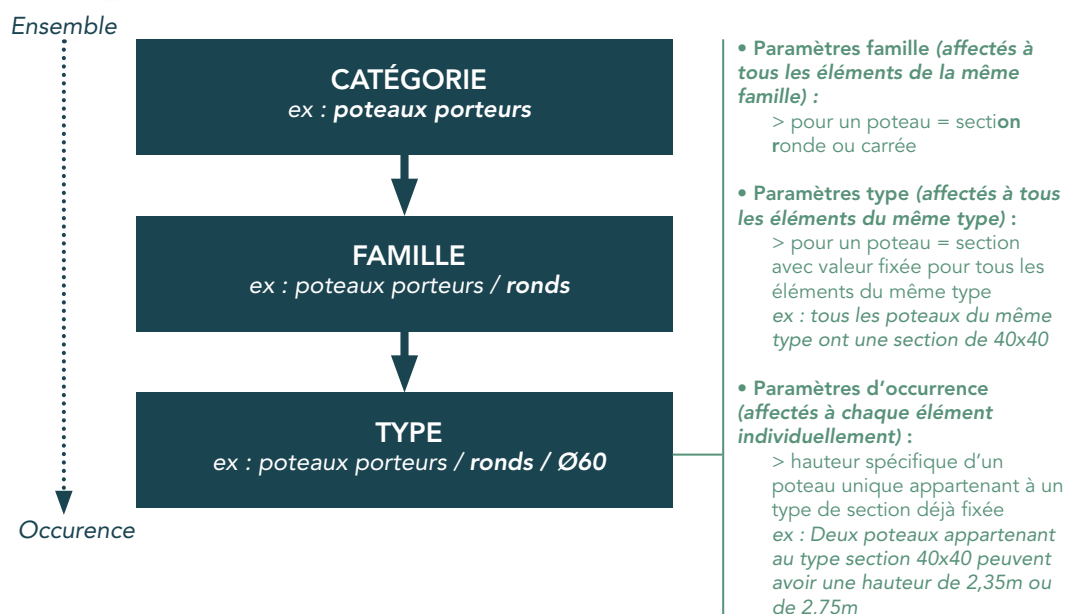 Ensemble
CATÉGORIE
ex : poteaux porteurs
FAMILLE
ex : poteaux porteurs / ronds
TYPE
ex : poteaux porteurs / ronds / Ø60
Occurence
• Paramètres famille (affectés à
tous les éléments de la même
famille) :
> pour un poteau = section
ronde ou carrée
• Paramètres type (affectés à tous
les éléments du même type) :
> pour un poteau = section
avec valeur fixée pour tous les
éléments du même type
ex : tous les poteaux du même
type ont une section de 40x40
• Paramètres d’occurrence
(affectés à chaque élément
individuellement) :
> hauteur spécifique d’un
poteau unique appartenant à un
type de section déjà fixée
ex : Deux poteaux appartenant
au type section 40x40 peuvent
avoir une hauteur de 2,35m ou
de 2,75m